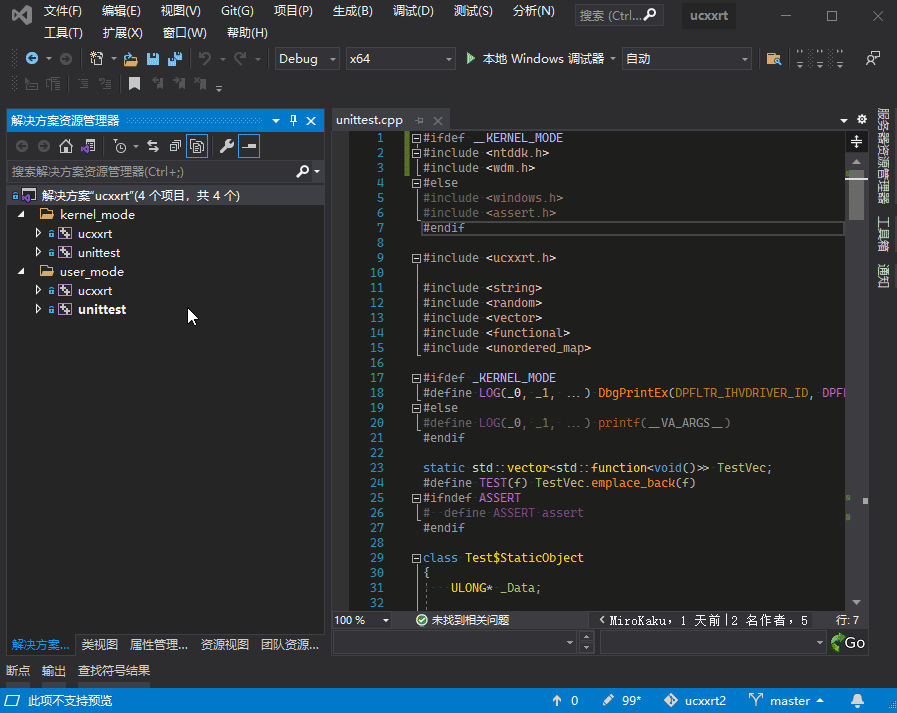 文件(F) 编辑(E) 视图(V) Git(G) 项目(P) 生成(B) 调试(D) 测试(S) 分析(N) 搜索 (Ctrl... ucxxrt
工具(T) 扩展(X) 窗口(W) 帮助(H)
Debug x64 本地 Windows 调试器 自动
解决方案资源管理器
搜索解决方案资源管理器(Ctrl+;)
解决方案"ucxxrt"(4 个项目，共 4 个)
kernel_mode
ucxxrt
unittest
user_mode
ucxxrt
unittest
解决方案... 类视图 属性管理... 资源视图 团队资源...
unittest.cpp
1 #ifdef __KERNEL_MODE
2 #include <ntddk.h>
3 #include <wdm.h>
4 #else
5 #include <windows.h>
6 #include <assert.h>
7 #endif
8
9 #include <ucxxrt.h>
10
11 #include <string>
12 #include <random>
13 #include <vector>
14 #include <functional>
15 #include <unordered_map>
16
17 #ifdef _KERNEL_MODE
18 #define LOG(_0, _1, ...) DbgPrintEx(DPFLTR_IHVDRIVER_ID, DPF
19 #else
20 #define LOG(_0, _1, ...) printf(__VA_ARGS__)
21 #endif
22
23 static std::vector<std::function<void()>> TestVec;
24 #define TEST(f) TestVec.emplace_back(f)
25 #ifndef ASSERT
26 #  define ASSERT assert
27 #endif
28
29 class Test$StaticObject
30 {
31 ULONG* _Data;
32
100 % 未找到相关问题 MiroKaku，1 天前|2 名作者，5 行: 7
Go
服务器资源管理器
工具箱
通知
断点 输出 查找符号结果
此项不支持预览 0 99* ucxxrt2 master